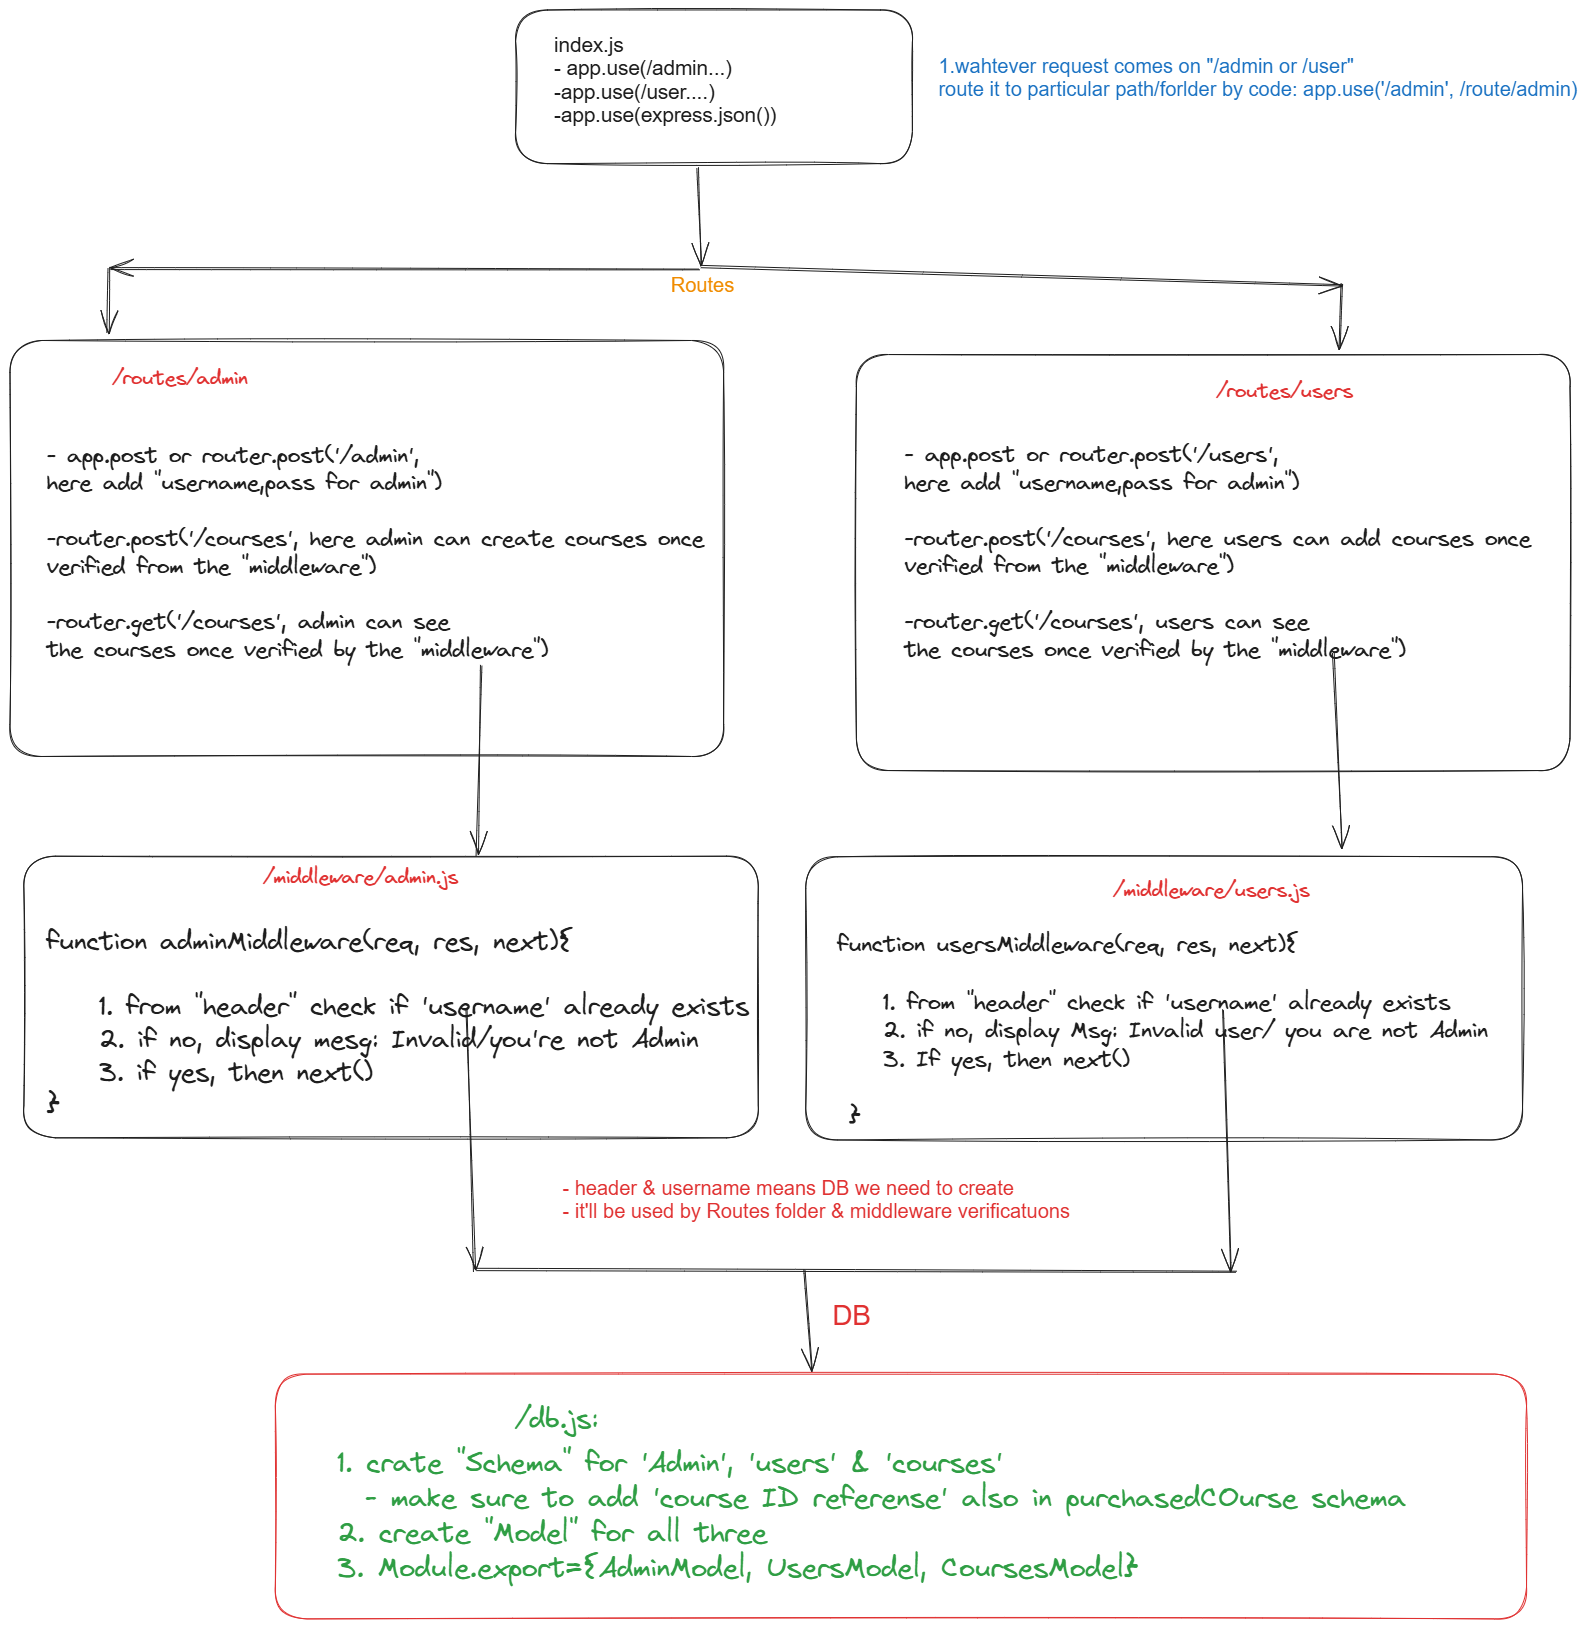 index.js
- app.use(/admin...)
-app.use(/user....)
-app.use(express.json())
1.wahtever request comes on "/admin or /user"
route it to particular path/forlder by code: app.use('/admin', /route/admin)
Routes
/routes/admin
- app.post or router.post('/admin',
here add "username,pass for admin")
-router.post('/courses', here admin can create courses once
verified from the "middleware")
-router.get('/courses', admin can see
the courses once verified by the "middleware")
/routes/users
- app.post or router.post('/users',
here add "username,pass for admin")
-router.post('/courses', here users can add courses once
verified from the "middleware")
-router.get('/courses', users can see
the courses once verified by the "middleware")
/middleware/admin.js
function adminMiddleware(req, res, next){
1. from "header" check if 'username' already exists
2. if no, display mesg: Invalid/you're not Admin
3. if yes, then next()
}
/middleware/users.js
function usersMiddleware(req, res, next){
1. from "header" check if 'username' already exists
2. if no, display Msg: Invalid user/ you are not Admin
3. If yes, then next()
}
- header & username means DB we need to create
- it'll be used by Routes folder & middleware verificatuons
DB
/db.js:
1. crate "Schema" for 'Admin', 'users' & 'courses'
- make sure to add 'course ID referense' also in purchasedCOurse schema
2. create "Model" for all three
3. Module.export={AdminModel, UsersModel, CoursesModel}